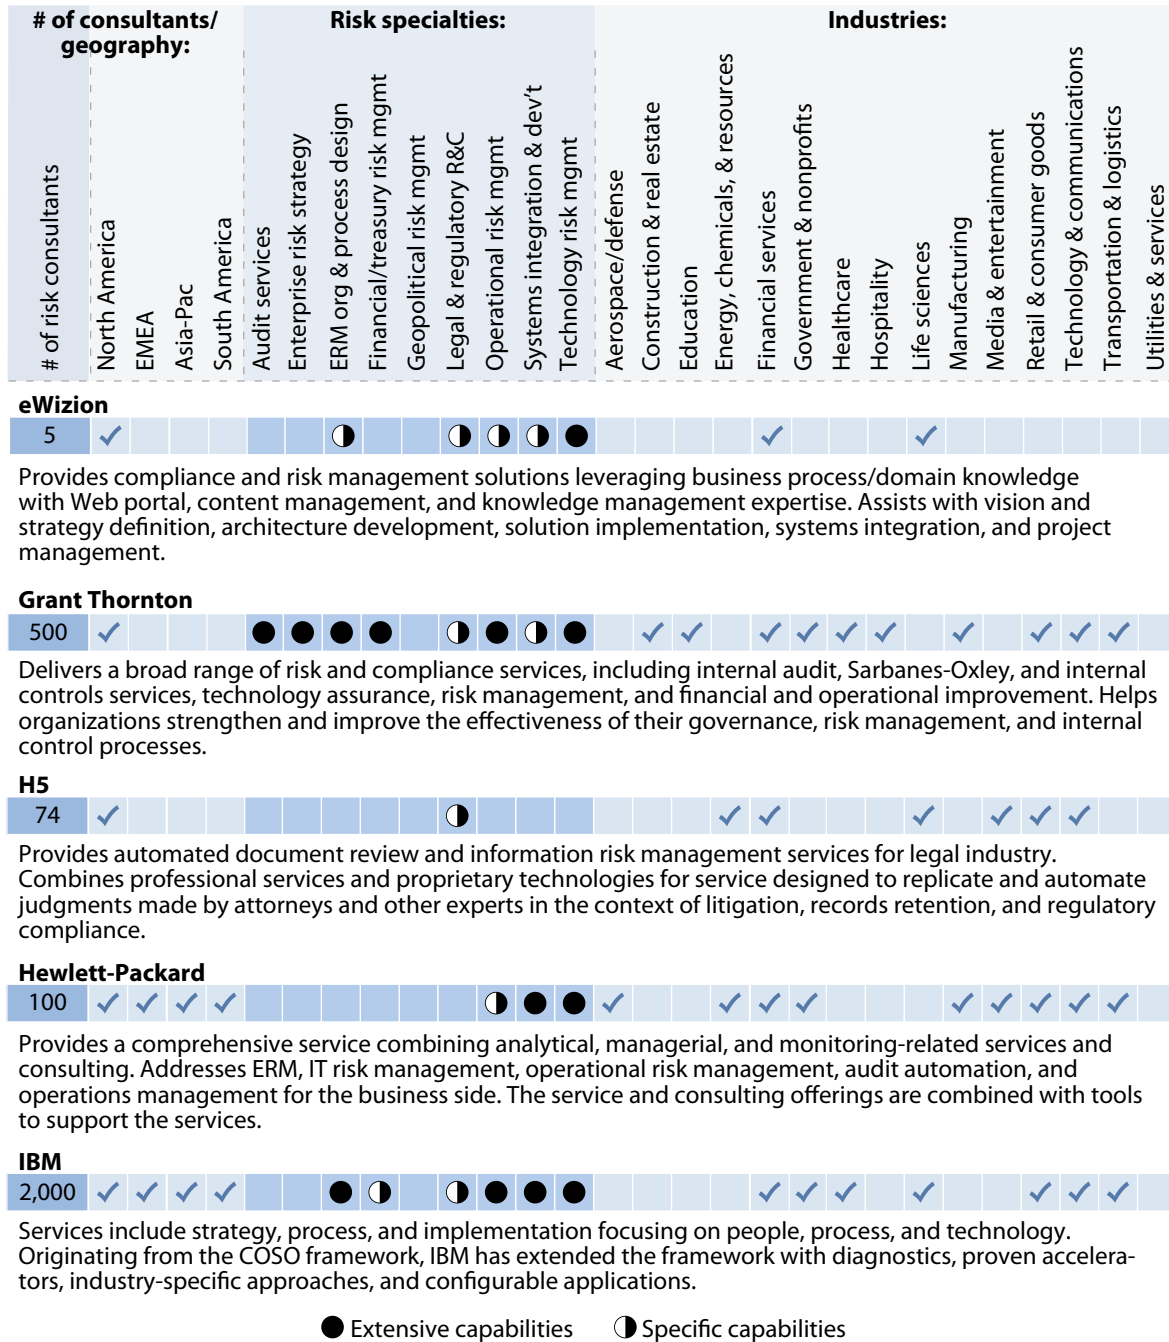 # of consultants/
geography:
Risk specialties:
Industries:
# of risk consultants
North America
EMEA
Asia-Pac
South America
Audit services
Enterprise risk strategy
ERM org & process design
Financial/treasury risk mgmt
Geopolitical risk mgmt
Legal & regulatory R&C
Operational risk mgmt
Systems integration & dev’t
Technology risk mgmt
Aerospace/defense
Construction & real estate
Education
Energy, chemicals, & resources
Financial services
Government & nonprofits
Healthcare
Hospitality
Life sciences
Manufacturing
Media & entertainment
Retail & consumer goods
Technology & communications
Transportation & logistics
Utilities & services
eWizion
5
Provides compliance and risk management solutions leveraging business process/domain knowledge
with Web portal, content management, and knowledge management expertise. Assists with vision and
strategy definition, architecture development, solution implementation, systems integration, and project
management.
Grant Thornton
500
Delivers a broad range of risk and compliance services, including internal audit, Sarbanes-Oxley, and internal
controls services, technology assurance, risk management, and financial and operational improvement. Helps
organizations strengthen and improve the effectiveness of their governance, risk management, and internal
control processes.
H5
74
Provides automated document review and information risk management services for legal industry.
Combines professional services and proprietary technologies for service designed to replicate and automate
judgments made by attorneys and other experts in the context of litigation, records retention, and regulatory
compliance.
Hewlett-Packard
100
Provides a comprehensive service combining analytical, managerial, and monitoring-related services and
consulting. Addresses ERM, IT risk management, operational risk management, audit automation, and
operations management for the business side. The service and consulting offerings are combined with tools
to support the services.
IBM
2,000
Services include strategy, process, and implementation focusing on people, process, and technology.
Originating from the COSO framework, IBM has extended the framework with diagnostics, proven accelera-
tors, industry-specific approaches, and configurable applications.
Extensive capabilities
Specific capabilities